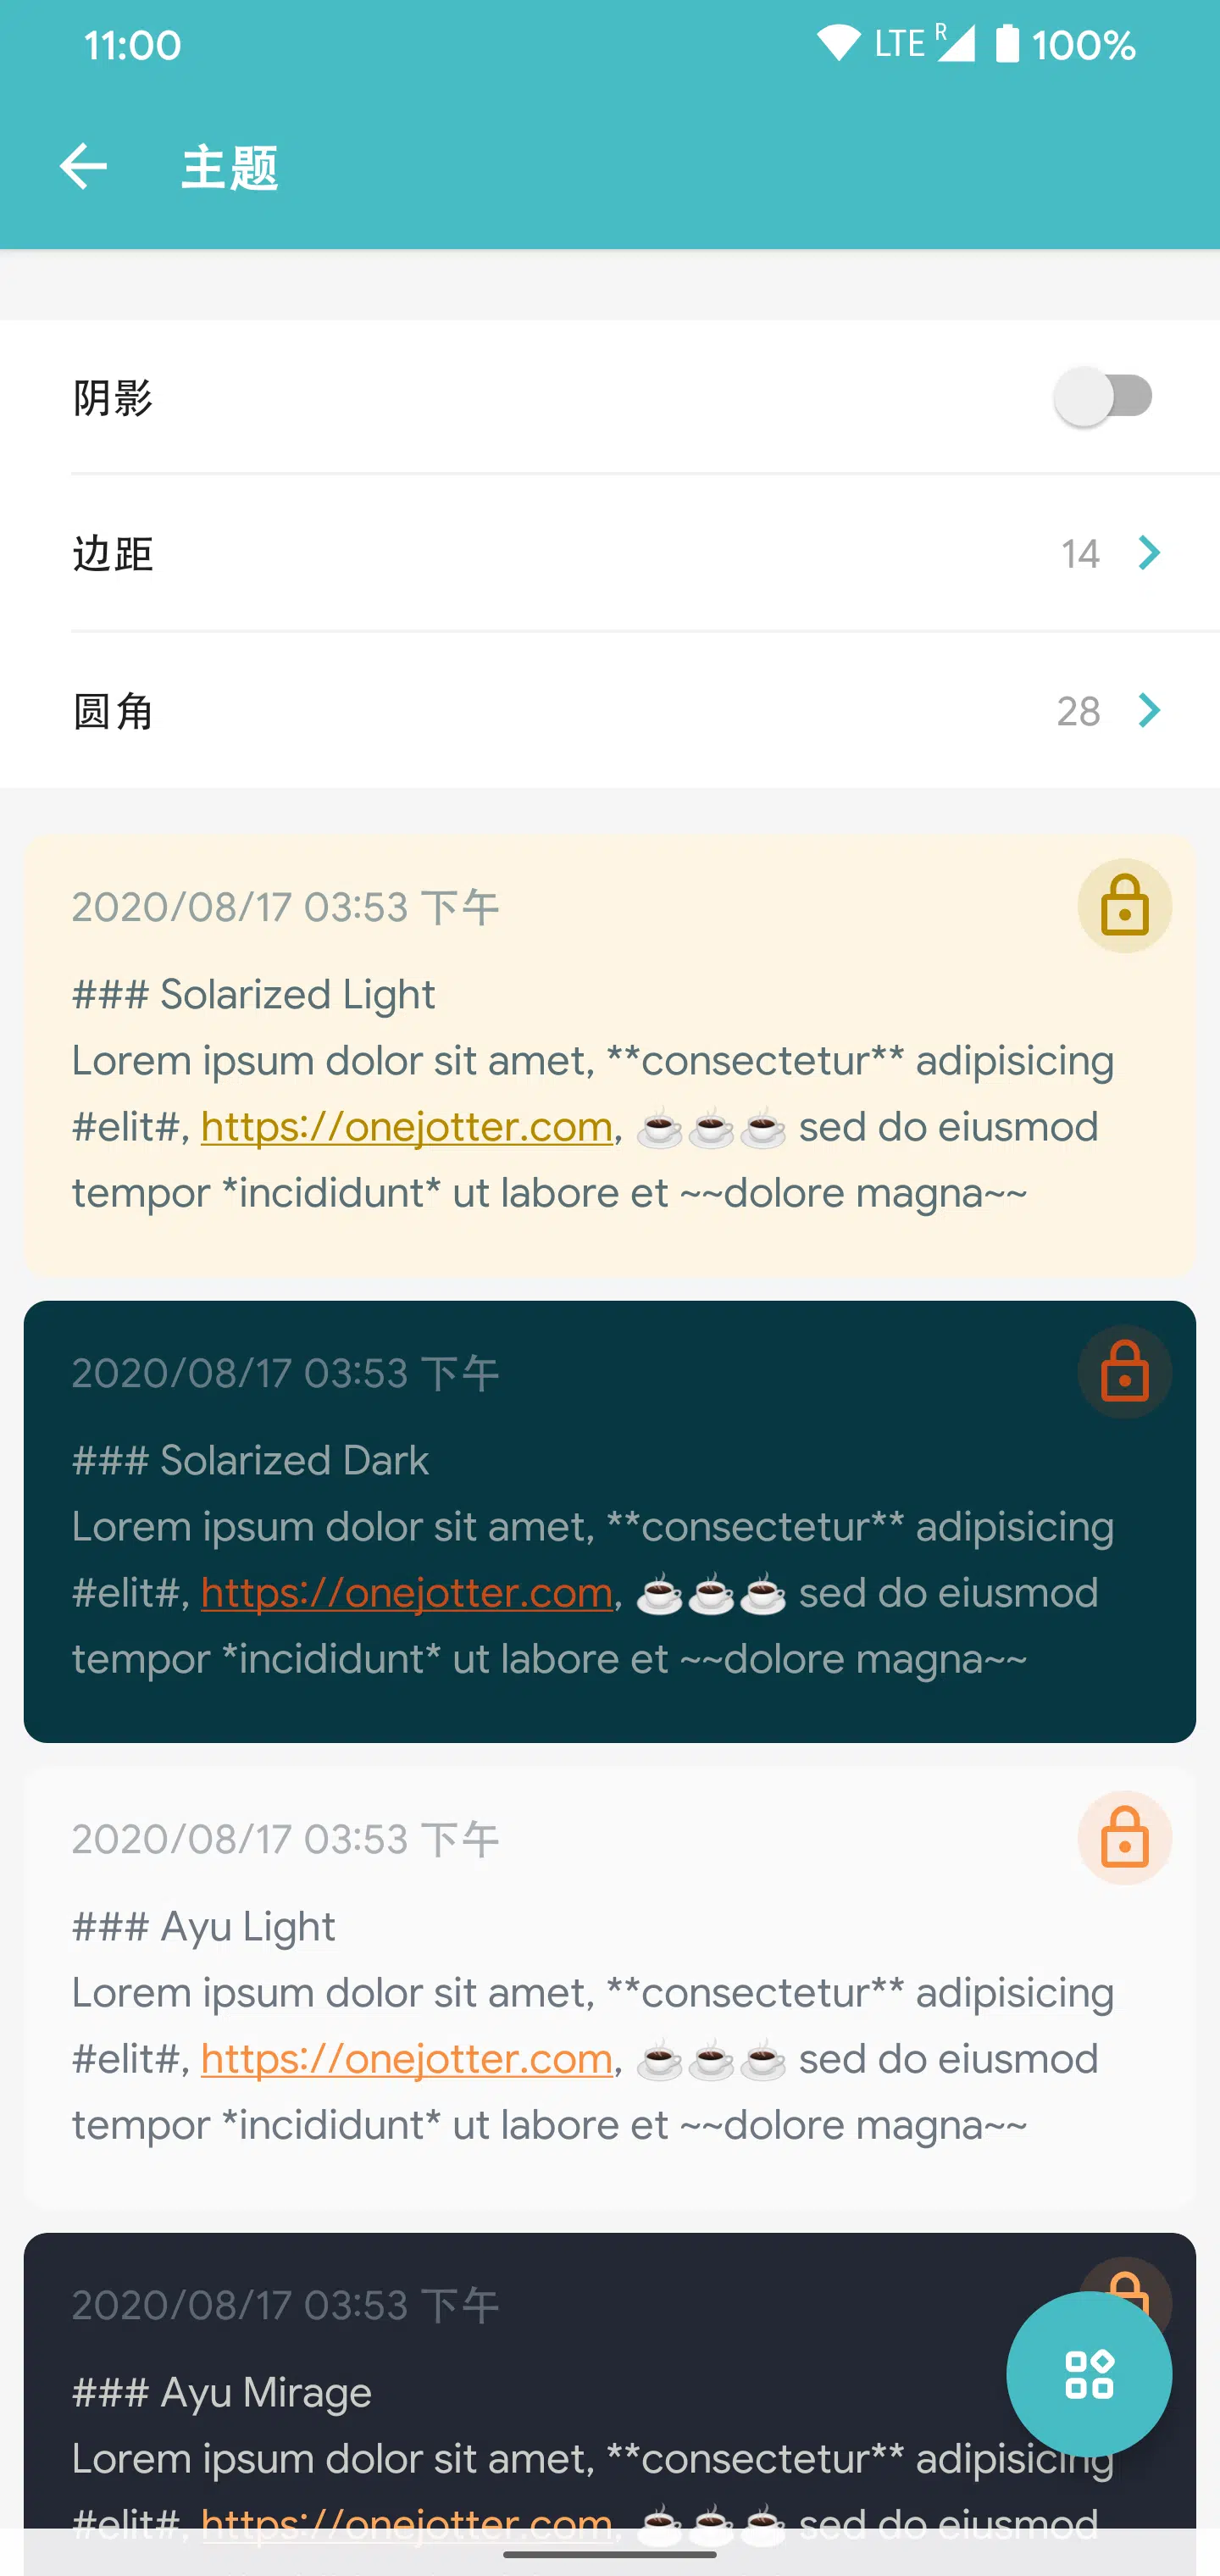 11:00 LTE R 100%
主题
阴影
边距 14
圆角 28
2020/08/17 03:53 下午
### Solarized Light
Lorem ipsum dolor sit amet, **consectetur** adipisicing
#elit#, https://onejotter.com, ☕☕☕ sed do eiusmod
tempor *incididunt* ut labore et ~~dolore magna~~
2020/08/17 03:53 下午
### Solarized Dark
Lorem ipsum dolor sit amet, **consectetur** adipisicing
#elit#, https://onejotter.com, ☕☕☕ sed do eiusmod
tempor *incididunt* ut labore et ~~dolore magna~~
2020/08/17 03:53 下午
### Ayu Light
Lorem ipsum dolor sit amet, **consectetur** adipisicing
#elit#, https://onejotter.com, ☕☕☕ sed do eiusmod
tempor *incididunt* ut labore et ~~dolore magna~~
2020/08/17 03:53 下午
### Ayu Mirage
Lorem ipsum dolor sit amet, **consectetur** adipisicing
#elit#, https://onejotter.com, ☕☕☕ sed do eiusmod